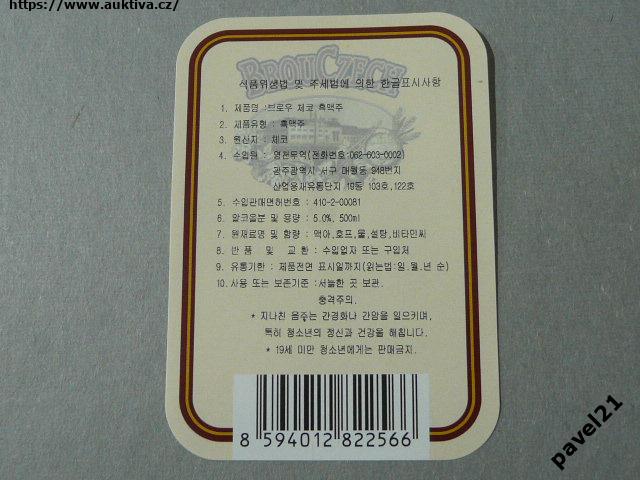 https://www.auktiva.cz/
BROUCZECH
식품위생법 및 주세법에 의한 한글표시사항
1. 제품명 :브로우 체코 흑맥주
2. 제품유형 : 흑맥주
3. 원산지 : 체코
4. 수입원 : 영전무역(전화번호:062-603-0002)
광주광역시 서구 매월동 948번지
산업용재유통단지 19동 103호,122호
5. 수입판매면허번호 : 410-2-00081
6. 알코올분 및 용량 : 5.0%, 500ml
7. 원재료명 및 함량 : 맥아,호프,물,설탕,비타민씨
8. 반 품 및 교 환 : 수입업자 또는 구입처
9. 유통기한 : 제품전면 표시일까지(읽는법:일.월.년 순)
10. 사용 또는 보존기준 :서늘한 곳 보관.
충격주의.
* 지나친 음주는 간경화나 간암을 일으키며,
특히 청소년의 정신과 건강을 해칩니다.
* 19세 미만 청소년에게는 판매금지.
8 594012 822566
pavel21